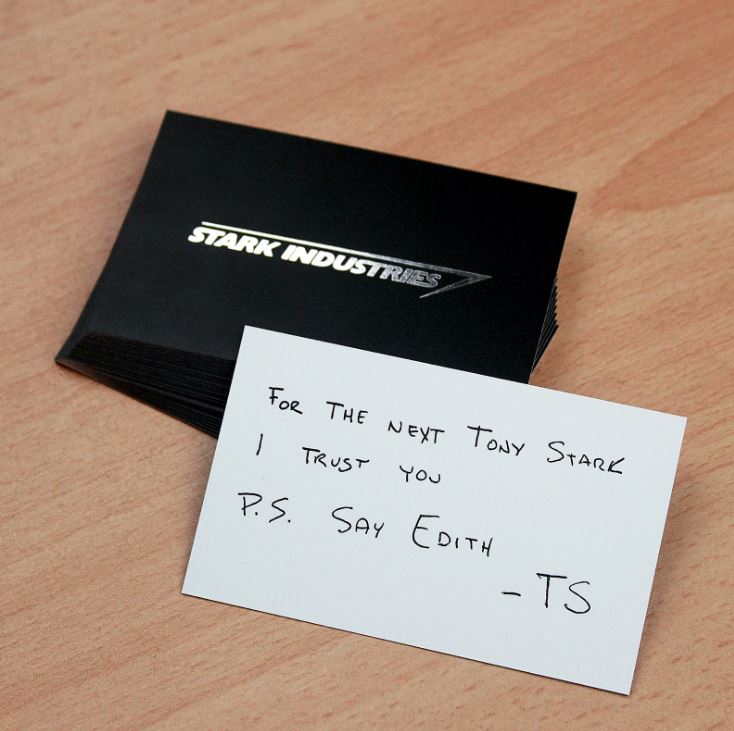 STARK INDUSTRIES
FOR THE NEXT TONY STARK
I TRUST YOU
P.S. SAY EDITH
- TS